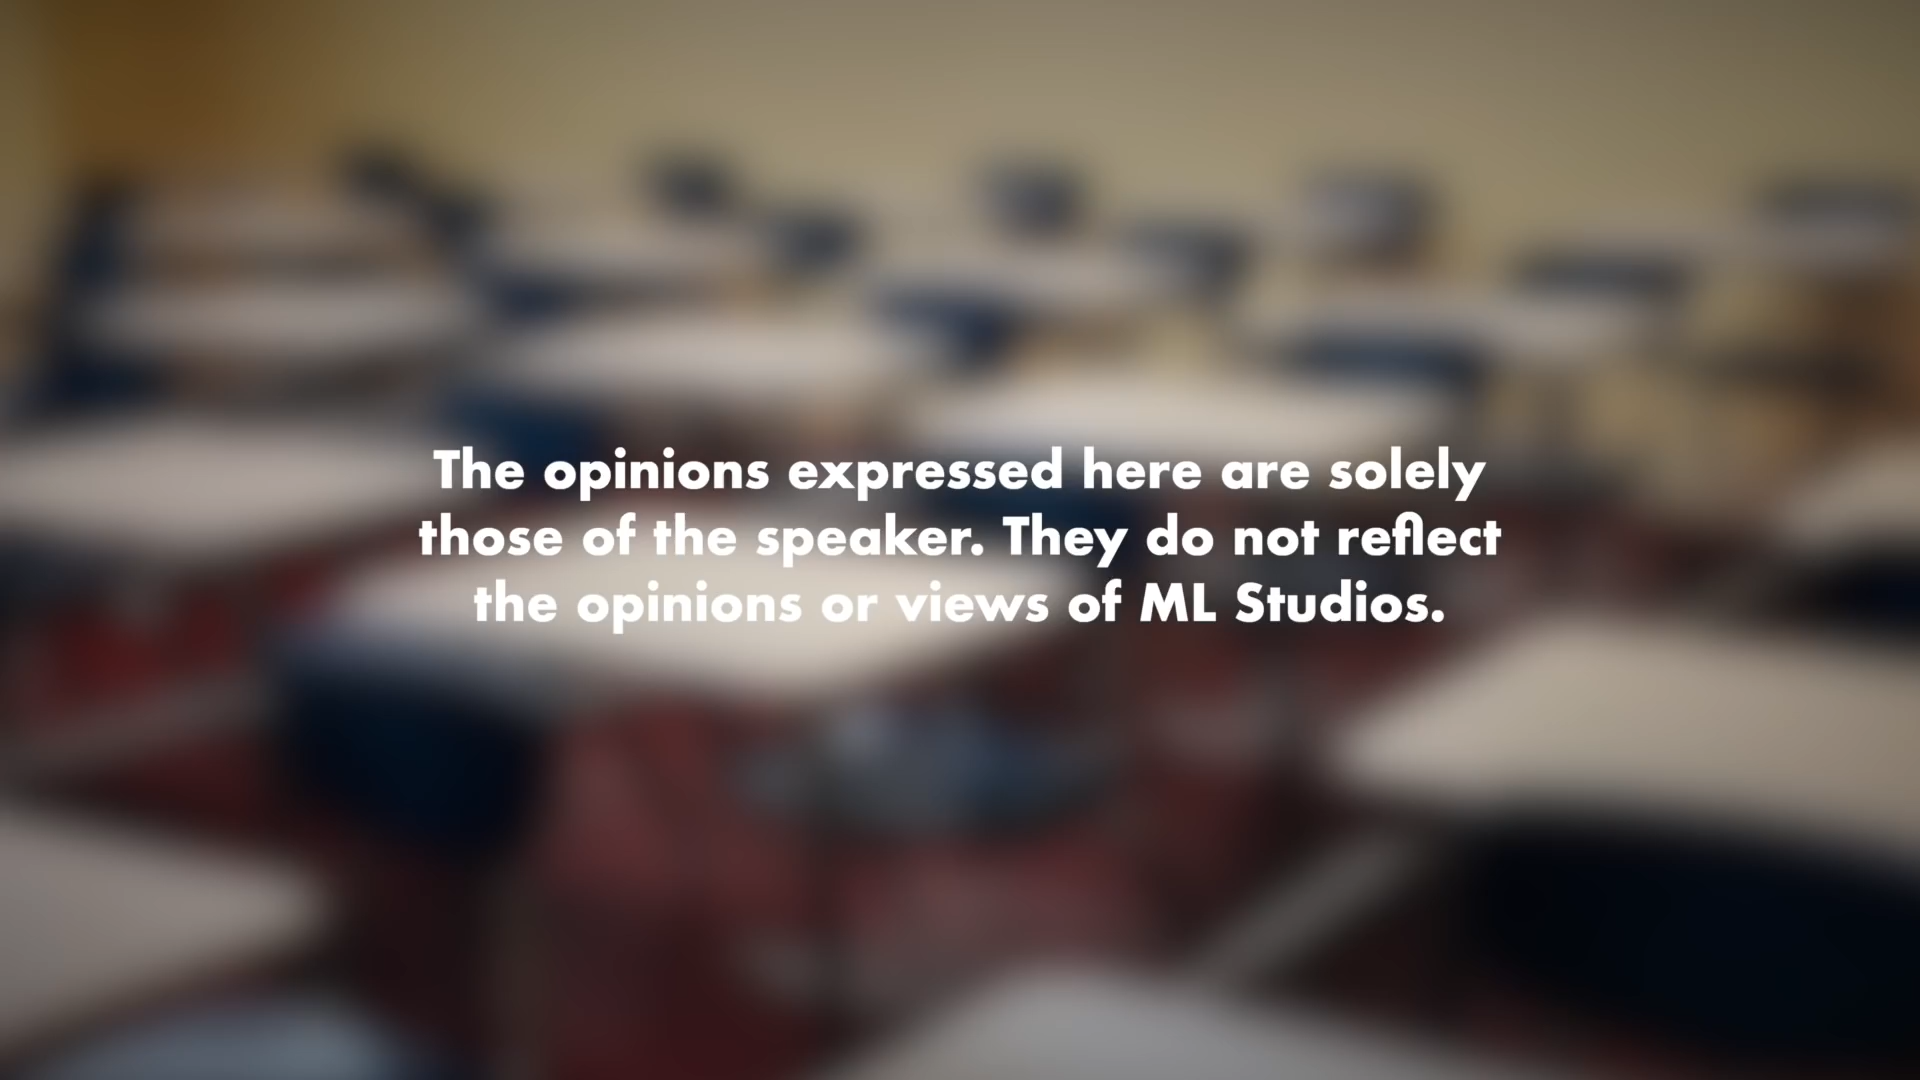 The opinions expressed here are solely
those of the speaker. They do not reflect
the opinions or views of ML Studios.